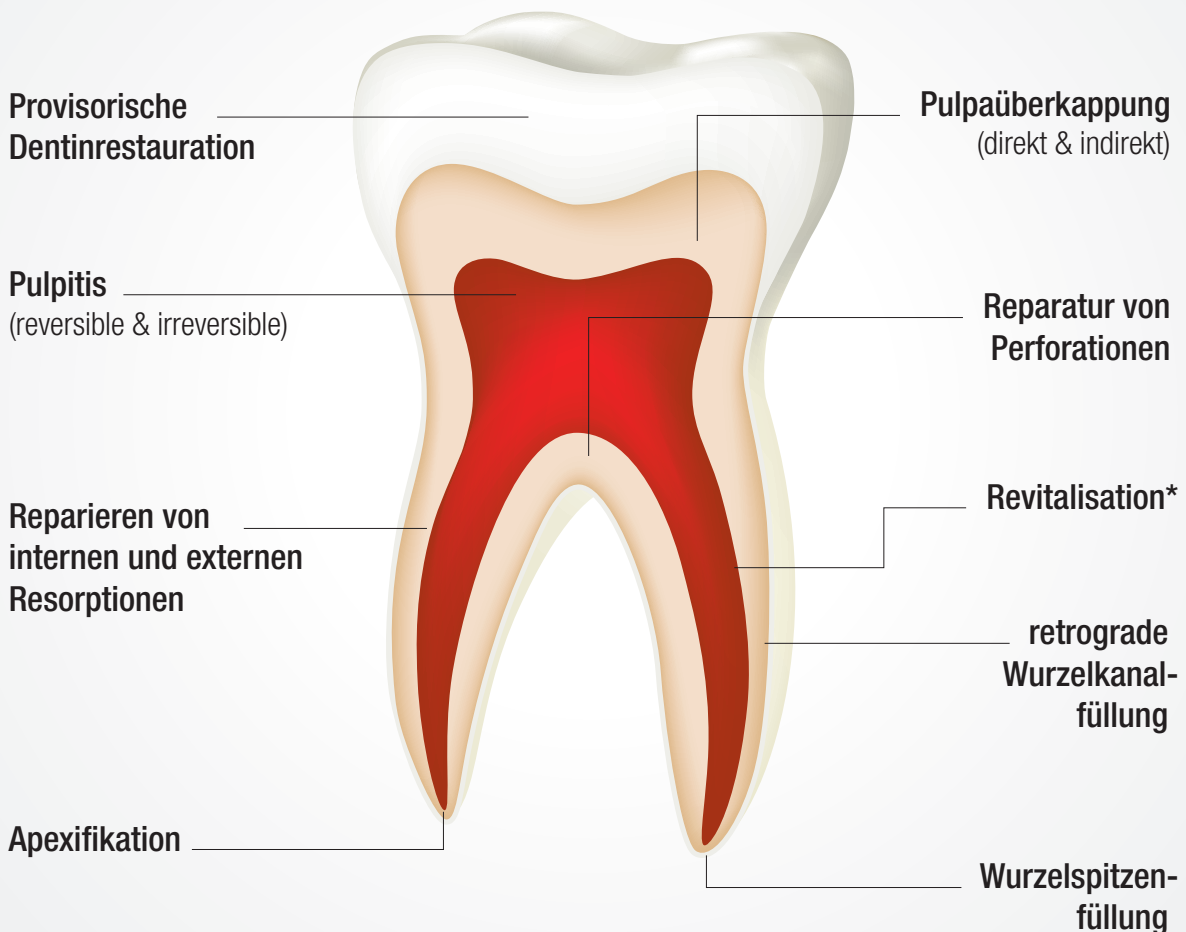 Provisorische
Dentinrestauration
Pulpaüberkappung
(direkt & indirekt)
Pulpitis
(reversible & irreversible)
Reparatur von
Perforationen
Reparieren von
internen und externen
Resorptionen
Revitalisation*
retrograde
Wurzelkanal-
füllung
Apexifikation
Wurzelspitzen-
füllung